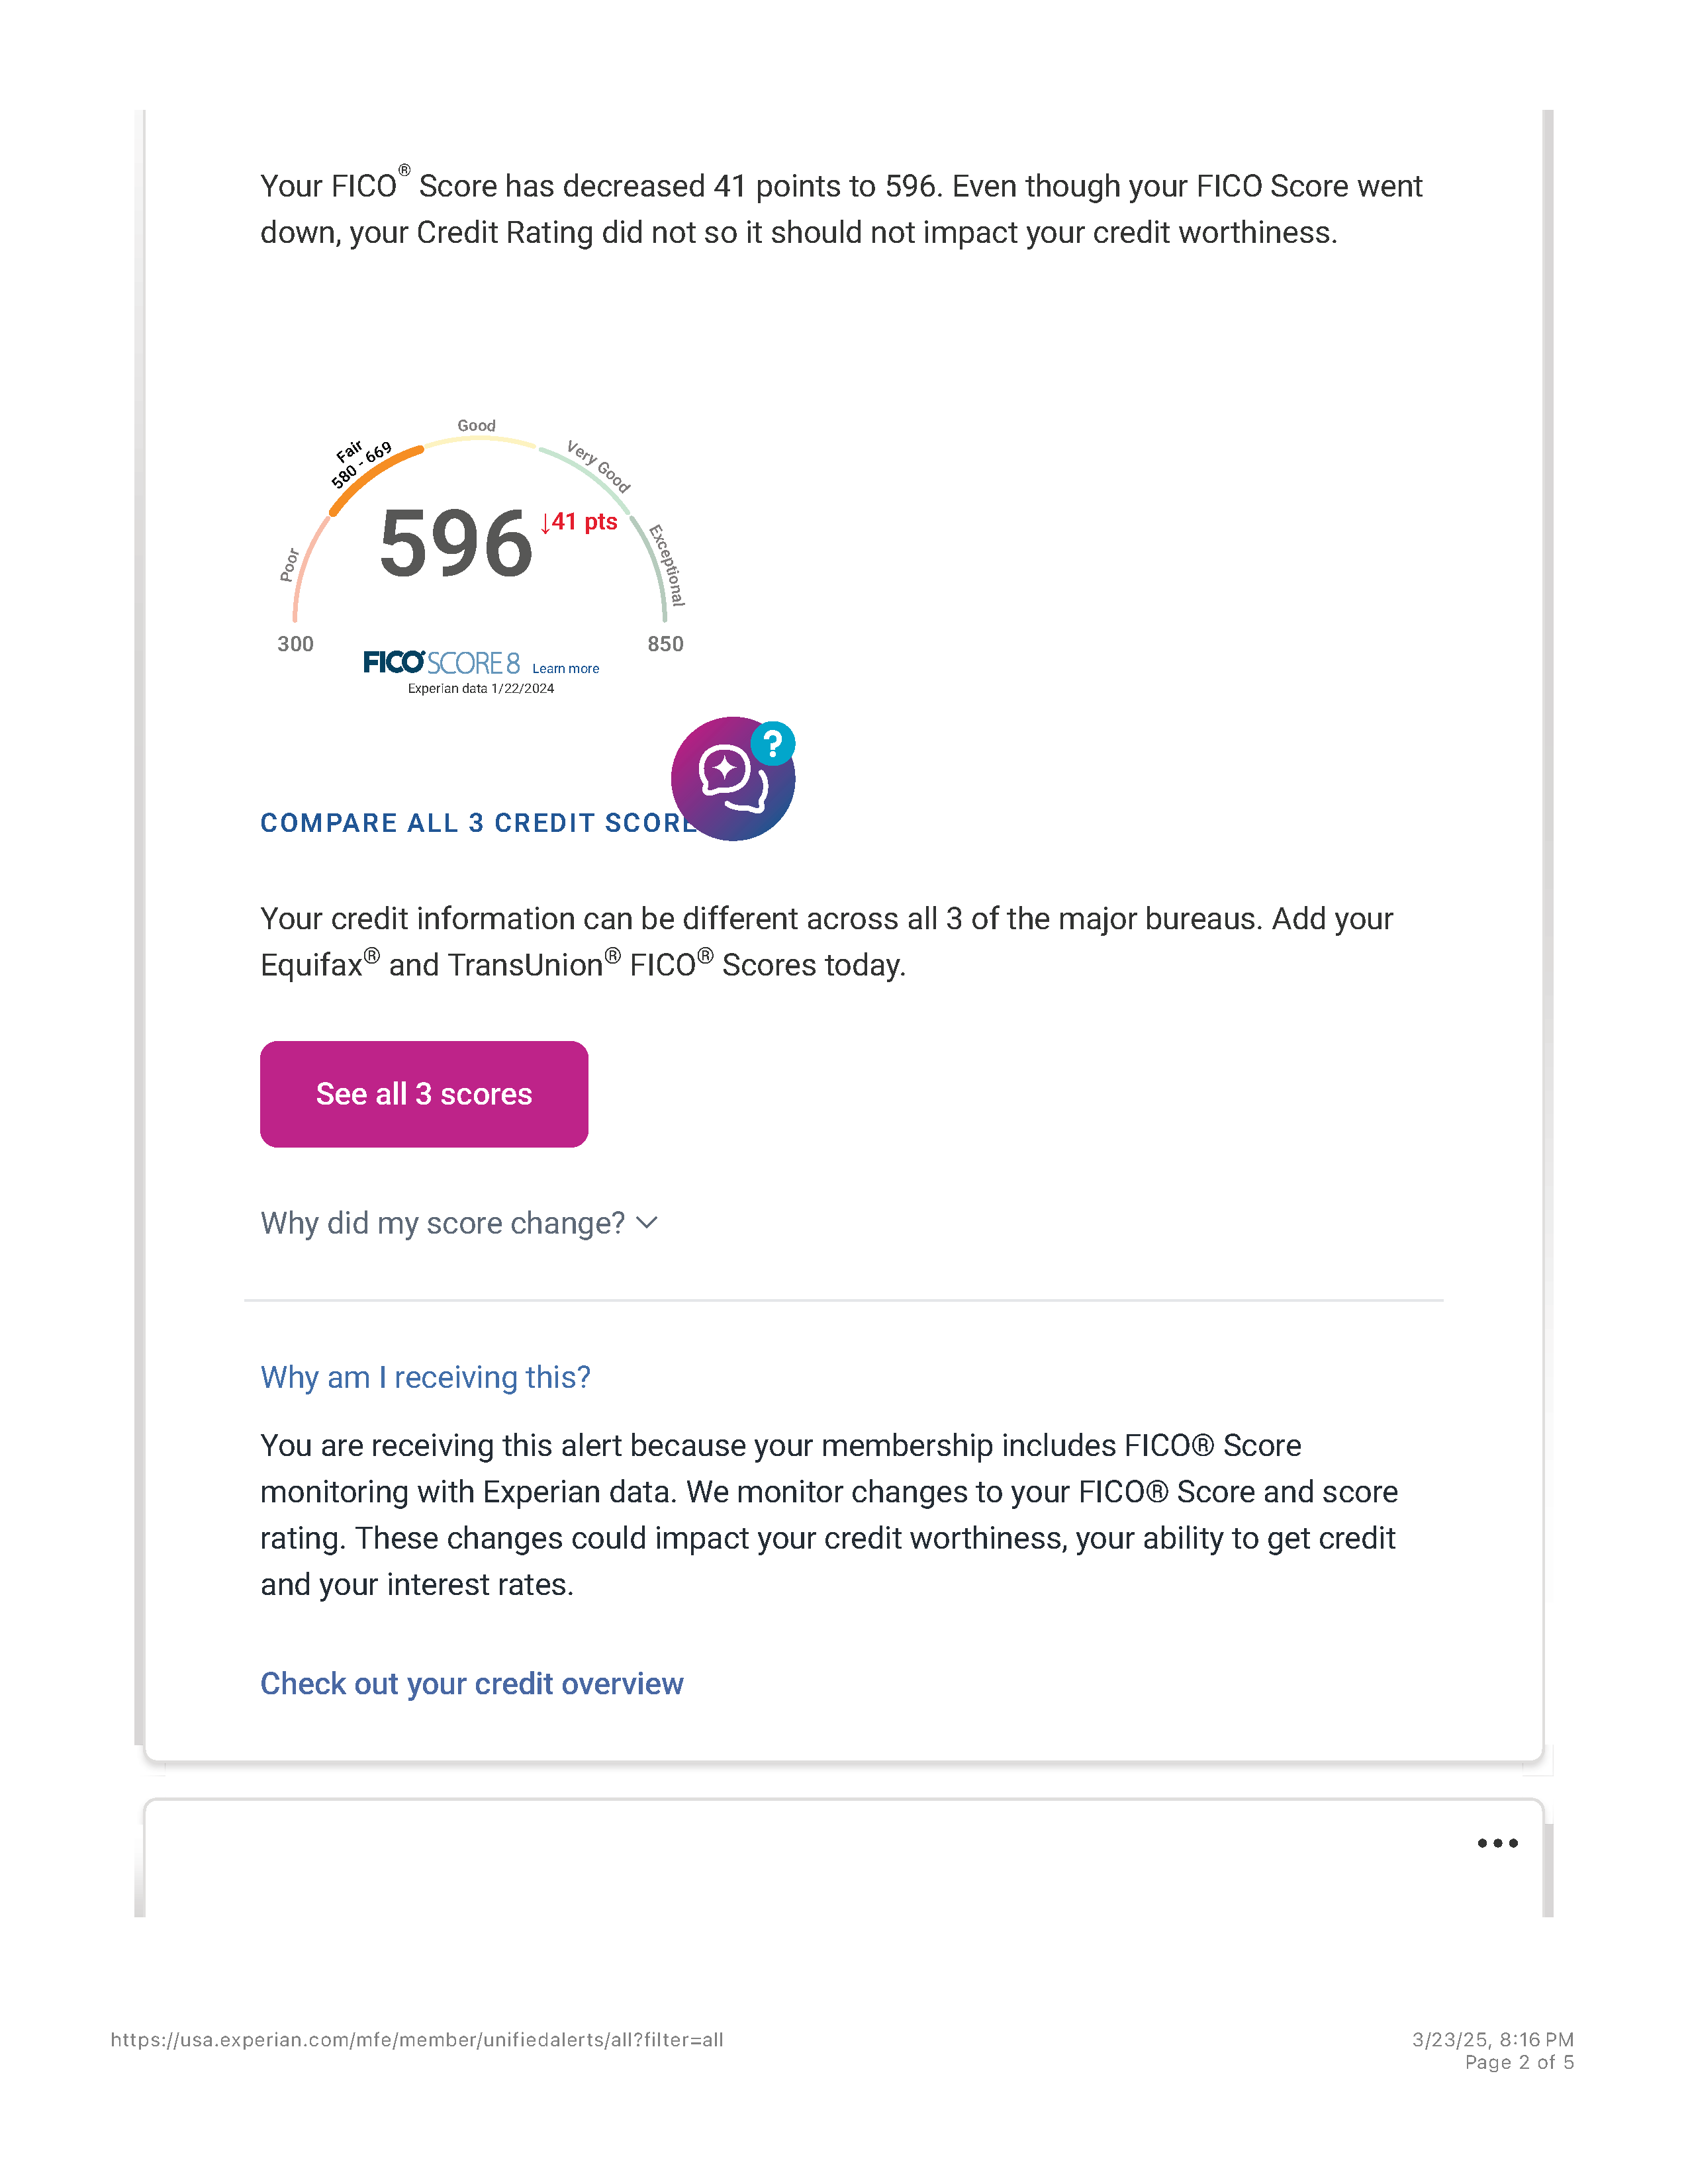 Your FICO® Score has decreased 41 points to 596. Even though your FICO Score went
down, your Credit Rating did not so it should not impact your credit worthiness.
Poor
Fair
580 - 669
Good
Very Good
Exceptional
596 ↓41 pts
300
850
FICO® SCORE 8 Learn more
Experian data 1/22/2024
?
COMPARE ALL 3 CREDIT SCORE
Your credit information can be different across all 3 of the major bureaus. Add your
Equifax® and TransUnion® FICO® Scores today.
See all 3 scores
Why did my score change?
Why am I receiving this?
You are receiving this alert because your membership includes FICO® Score
monitoring with Experian data. We monitor changes to your FICO® Score and score
rating. These changes could impact your credit worthiness, your ability to get credit
and your interest rates.
Check out your credit overview
https://usa.experian.com/mfe/member/unifiedalerts/all?filter=all
3/23/25, 8:16 PM
Page 2 of 5